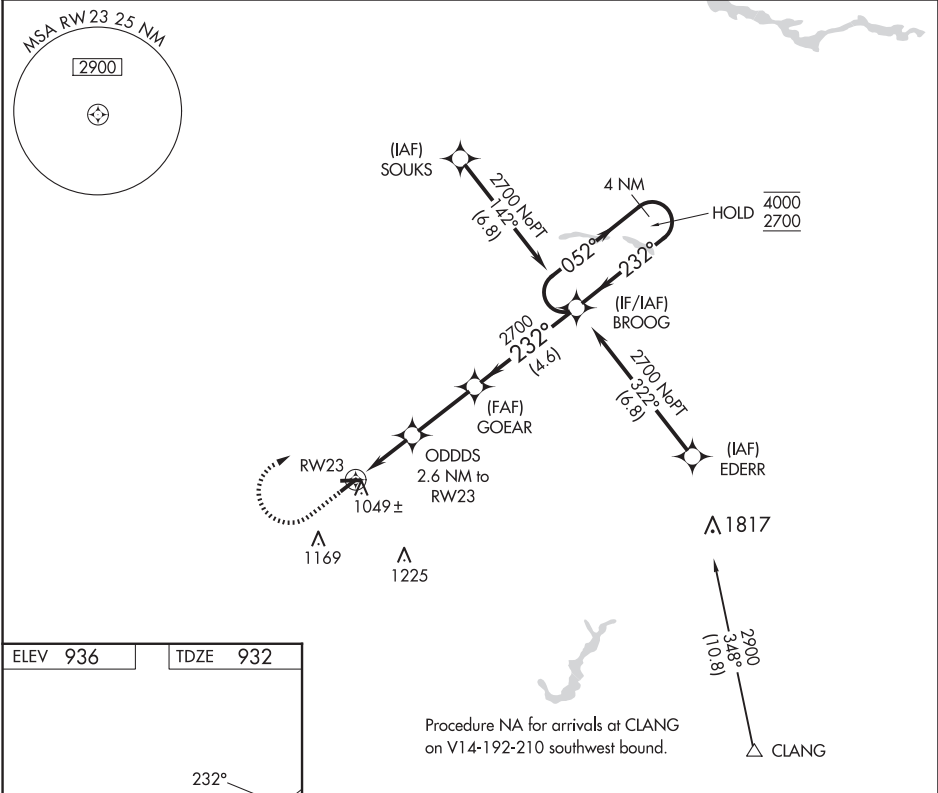 MSA RW 23 25 NM
2900
(IAF)
SOUKS
2700 NoPT
142°
(6.8)
4 NM
HOLD
4000
2700
052°
232°
(IF/IAF)
BROOG
2700
232°
(4.6)
2700 NoPT
322°
(6.8)
(FAF)
GOEAR
(IAF)
EDERR
ODDDS
2.6 NM to
RW23
RW23
1049±
1169
1225
1817
2900
348°
(10.8)
ELEV 936
TDZE 932
232°
Procedure NA for arrivals at CLANG
on V14-192-210 southwest bound.
CLANG